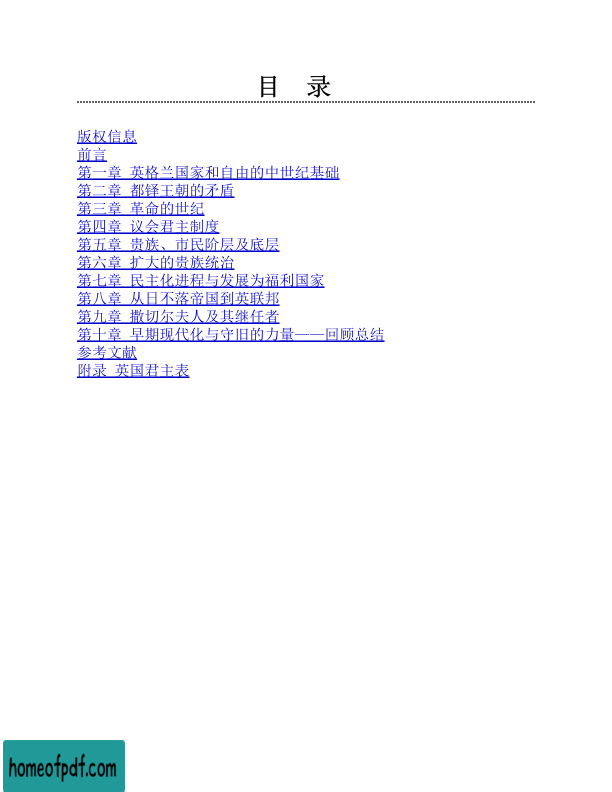 目 录
版权信息
前言
第一章 英格兰国家和自由的中世纪基础
第二章 都铎王朝的矛盾
第三章 革命的世纪
第四章 议会君主制度
第五章 贵族、市民阶层及底层
第六章 扩大的贵族统治
第七章 民主化进程与发展为福利国家
第八章 从日不落帝国到英联邦
第九章 撒切尔夫人及其继任者
第十章 早期现代化与守旧的力量——回顾总结
参考文献
附录 英国君主表
homeofpdf.com